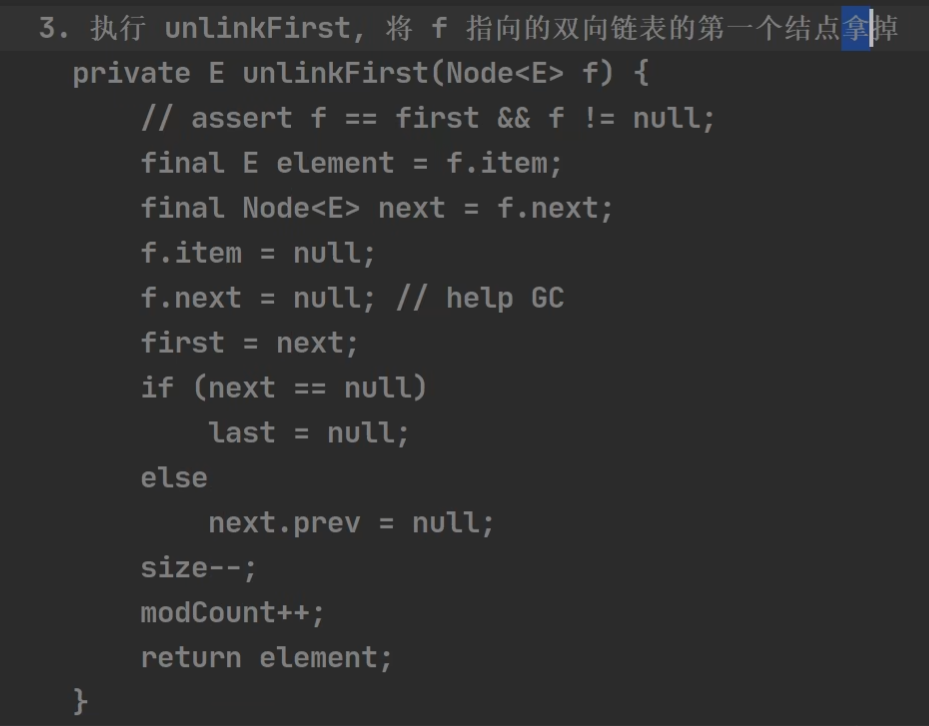 3. 执行 unlinkFirst, 将 f 指向的双向链表的第一个结点拿掉
private E unlinkFirst(Node<E> f) {
// assert f == first && f != null;
final E element = f.item;
final Node<E> next = f.next;
f.item = null;
f.next = null; // help GC
first = next;
if (next == null)
last = null;
else
next.prev = null;
size--;
modCount++;
return element;
}